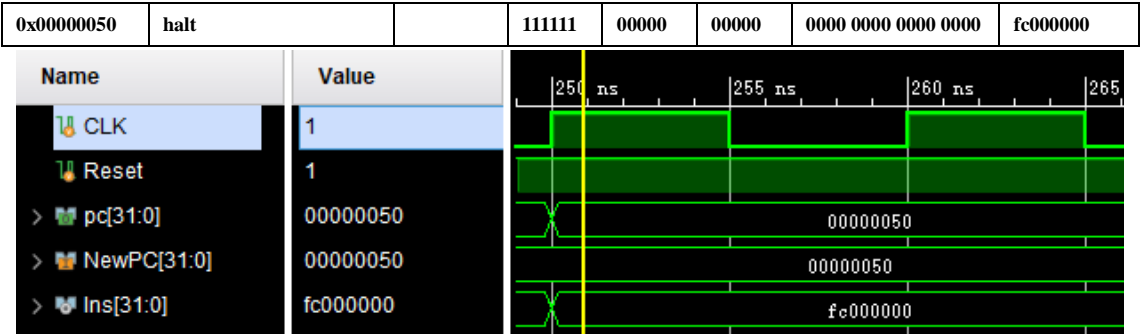 0x00000050 halt 111111 00000 00000 0000 0000 0000 0000 fc000000
Name Value 250 ns 255 ns 260 ns 265
CLK 1
Reset 1
pc[31:0] 00000050 00000050
NewPC[31:0] 00000050 00000050
Ins[31:0] fc000000 fc000000